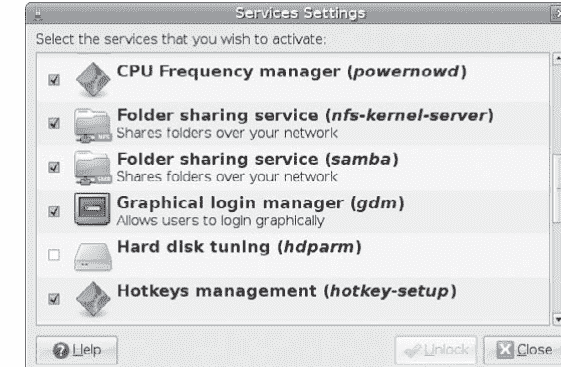 Services Settings
Select the services that you wish to activate:
CPU Frequency manager (powernowd)
Folder sharing service (nfs-kernel-server)
Shares folders over your network
Folder sharing service (samba)
Shares folders over your network
Graphical login manager (gdm)
Allows users to login graphically
Hard disk tuning (hdparm)
Hotkeys management (hotkey-setup)
Help
Unlock
Close